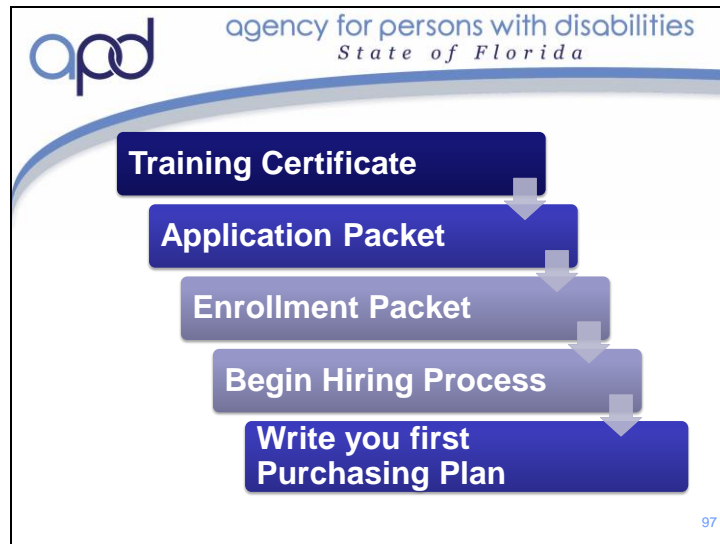 apd
agency for persons with disabilities
State of Florida
Training Certificate
Application Packet
Enrollment Packet
Begin Hiring Process
Write you first
Purchasing Plan
97